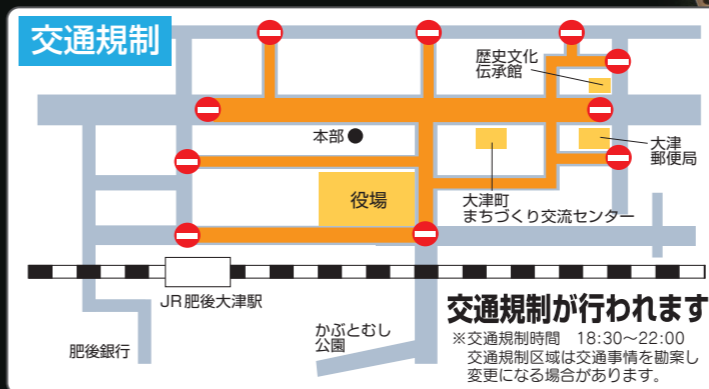 交通規制
歴史文化
伝承館
本部
大津
郵便局
役場
大津町
まちづくり交流センター
JR肥後大津駅
交通規制が行われます
かぶとむし
公園
※交通規制時間 18:30〜22:00
肥後銀行
交通規制区域は交通事情を勘案し
変更になる場合があります。